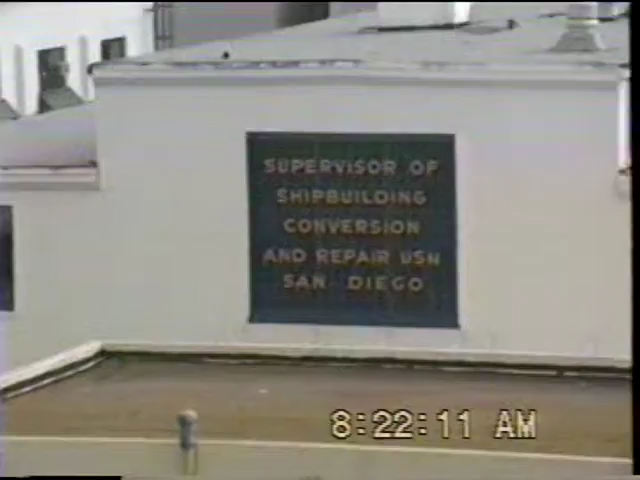 SUPERVISOR OF
SHIPBUILDING
CONVERSION
AND REPAIR USN
SAN DIEGO
8:22:11 AM